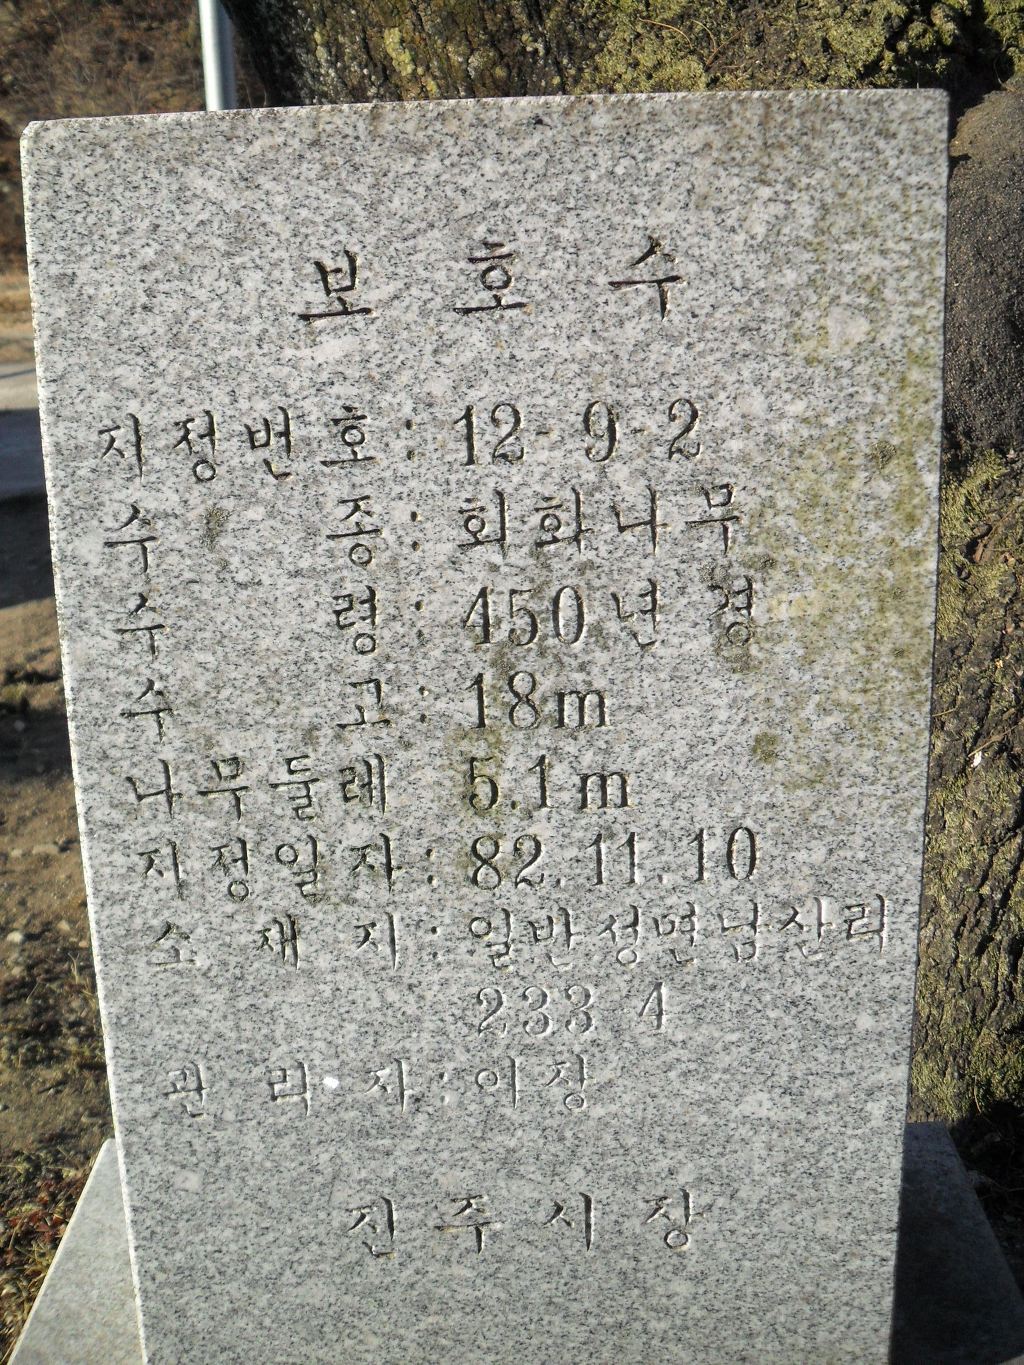 보호수
지정번호: 12-9-2
수종: 회화나무
수령: 450년경
수고: 18m
나무둘레 5.1m
지정일자: 82.11.10
소재지: 일반성면남산리
233 4
관리자: 이장
진주시장